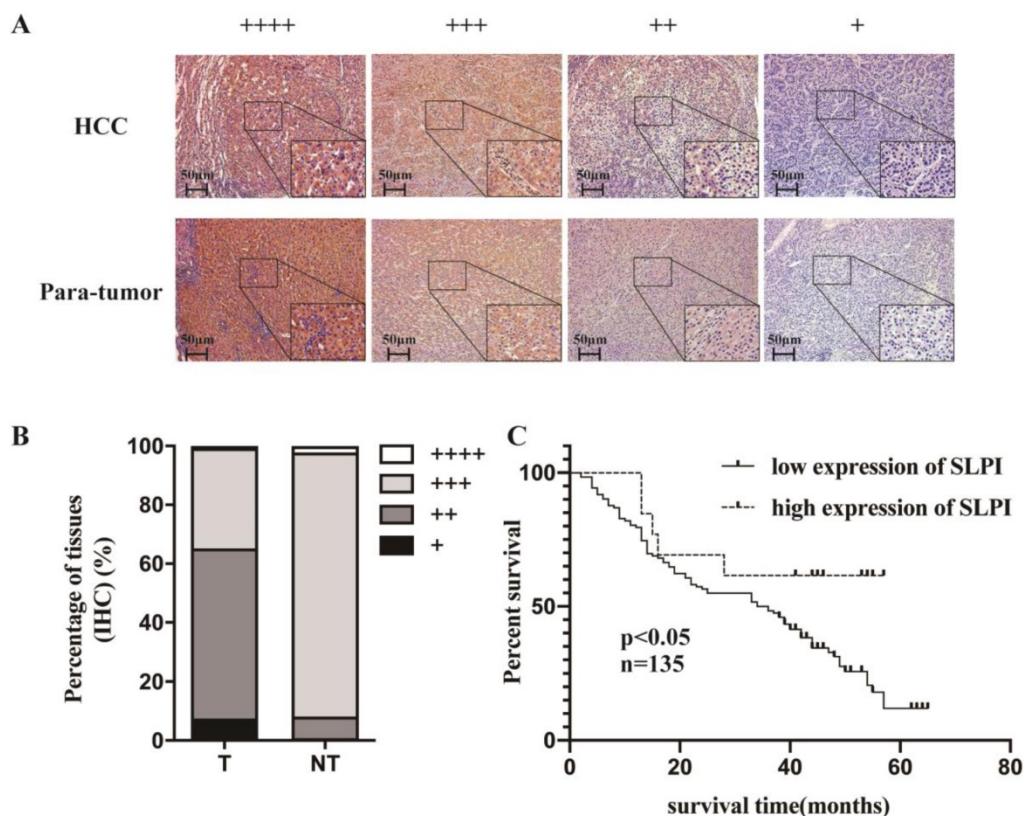 A
++++ +++ ++ +
HCC
50μm 50μm 50μm 50μm
Para-tumor
50μm 50μm 50μm 50μm
B
Percentage of tissues
(IHC) (%)
100
80
60
40
20
0
T NT
++++
+++
++
+
C
Percent survival
100
50
0
low expression of SLPI
high expression of SLPI
p<0.05
n=135
0 20 40 60 80
survival time(months)